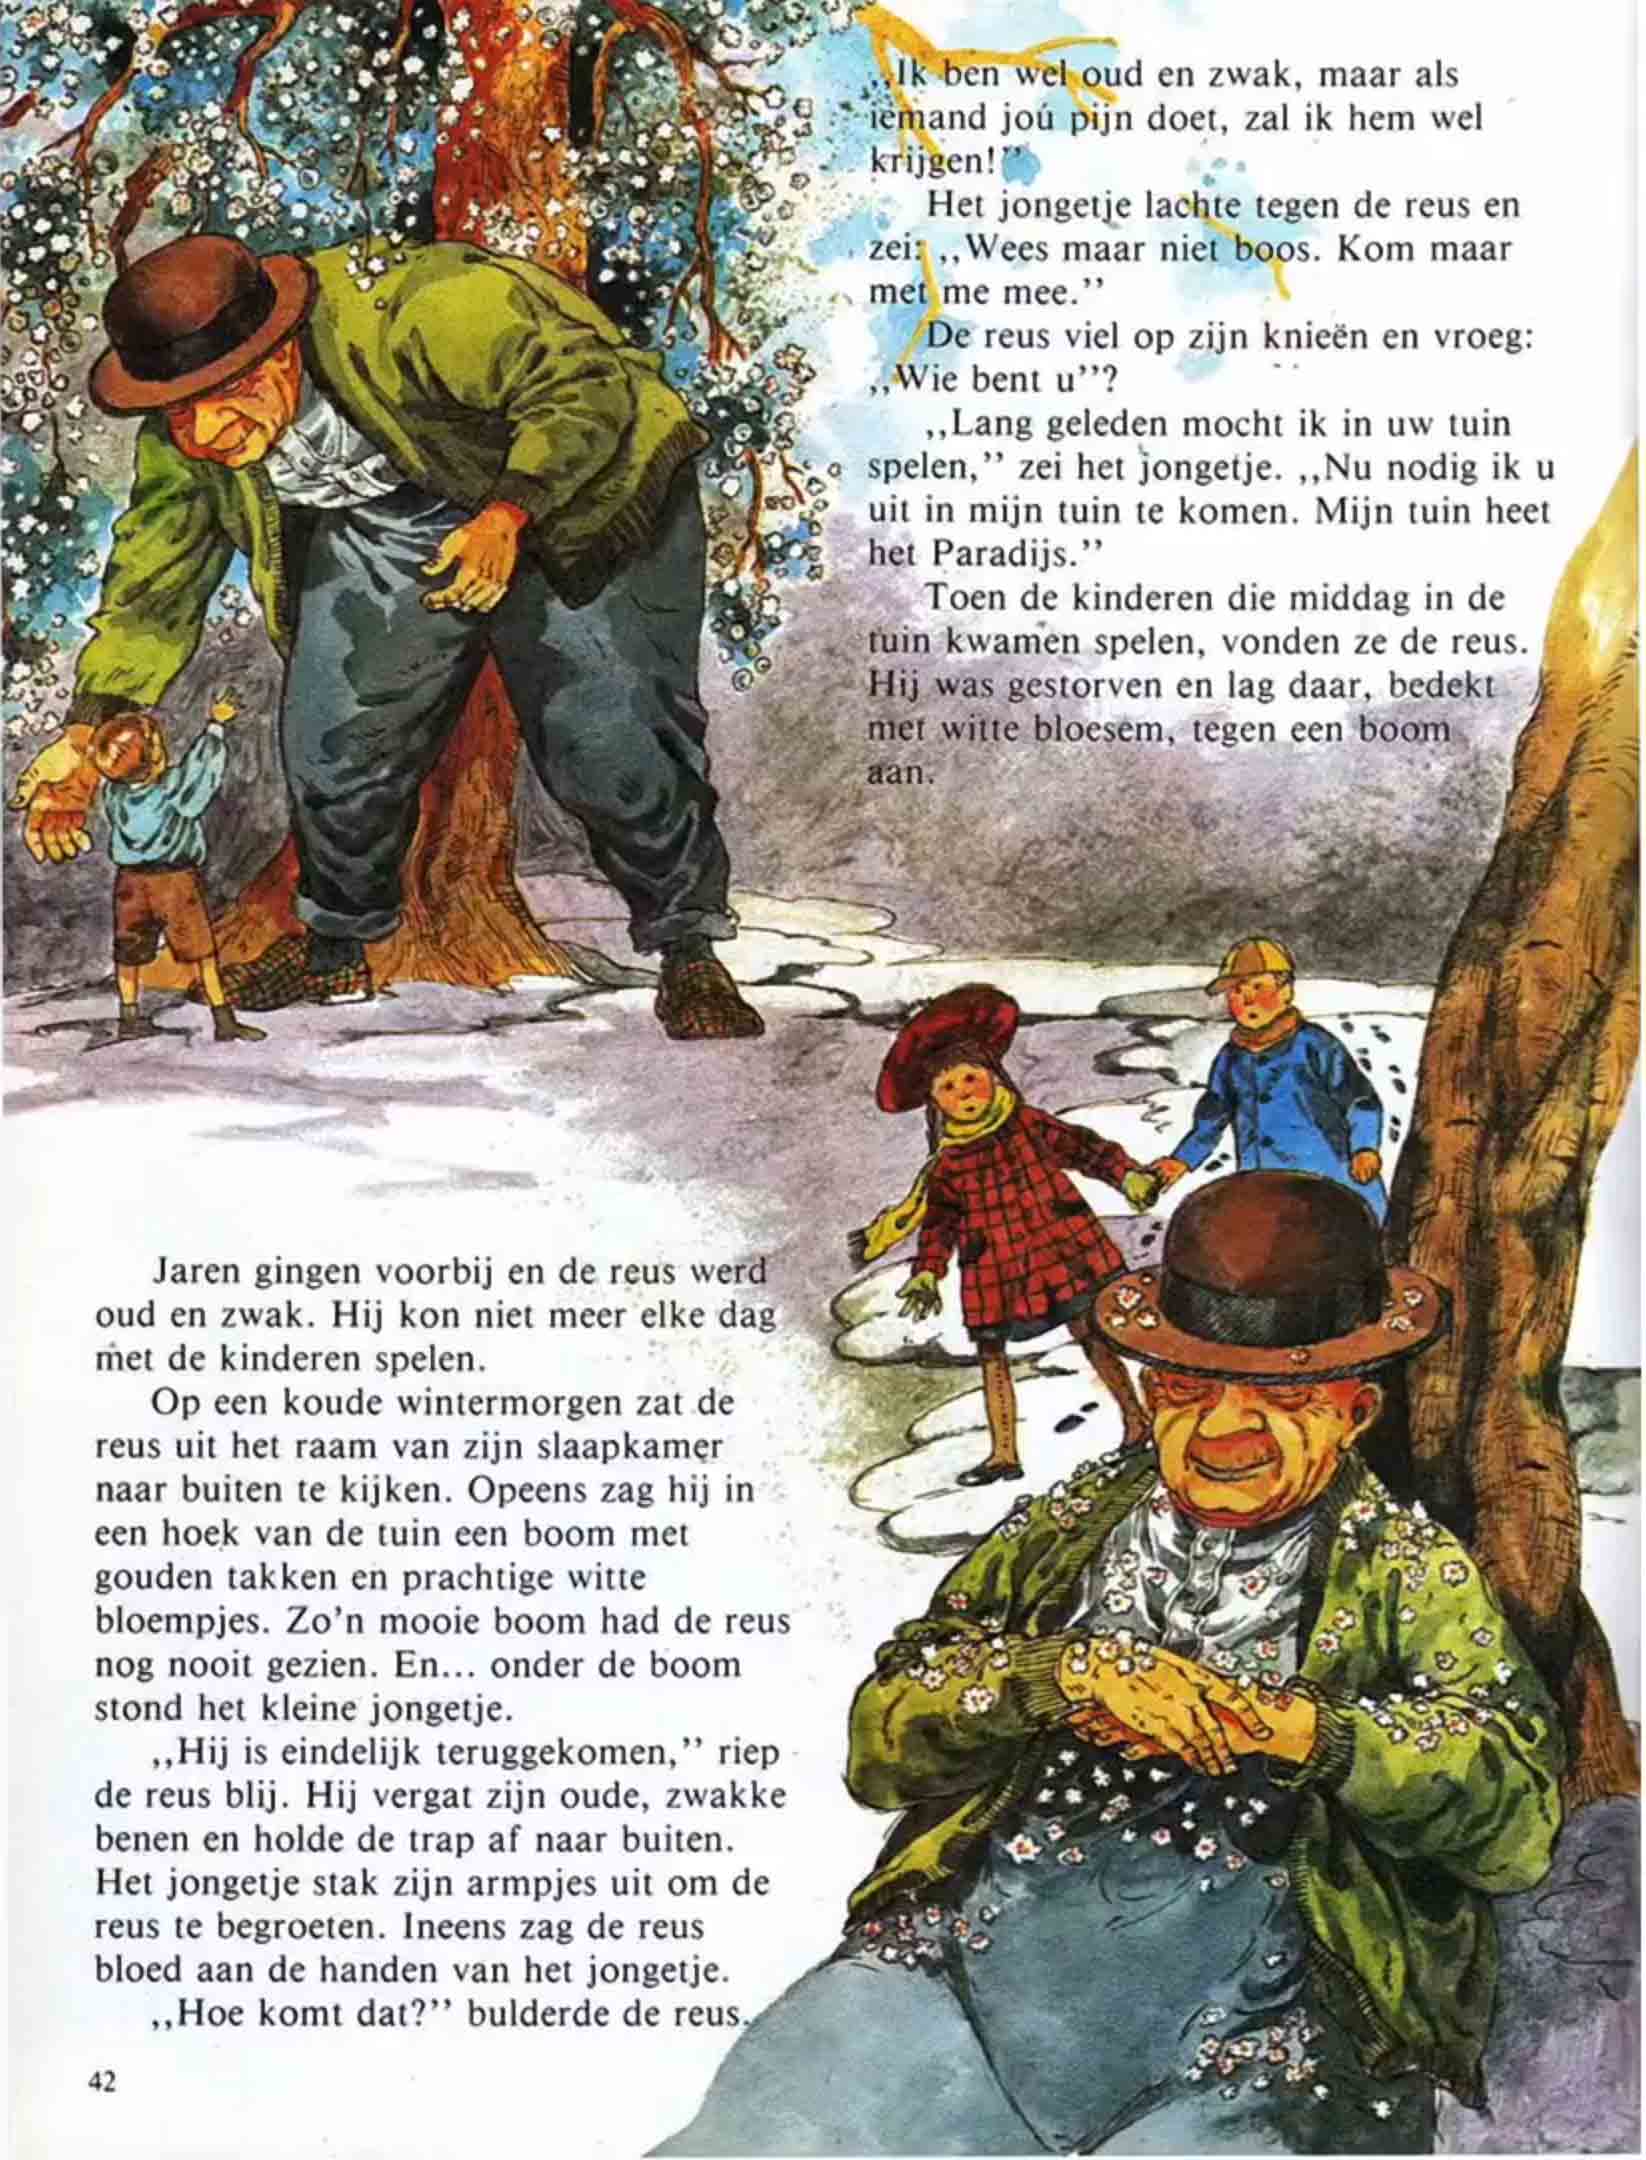 Jaren gingen voorbij en de reus werd
oud en zwak. Hij kon niet meer elke dag
met de kinderen spelen.
Op een koude wintermorgen zat de
reus uit het raam van zijn slaapkamer
naar buiten te kijken. Opeens zag hij in
een hoek van de tuin een boom met
gouden takken en prachtige witte
bloempjes. Zo'n mooie boom had de reus
nog nooit gezien. En... onder de boom
stond het kleine jongetje.
,,Hij is eindelijk teruggekomen,'' riep
de reus blij. Hij vergat zijn oude, zwakke
benen en holde de trap af naar buiten.
Het jongetje stak zijn armpjes uit om de
reus te begroeten. Ineens zag de reus
bloed aan de handen van het jongetje.
,,Hoe komt dat?'' bulderde de reus.
,,Ik ben wel oud en zwak, maar als
iemand jou pijn doet, zal ik hem wel
krijgen!''
Het jongetje lachte tegen de reus en
zei: ,,Wees maar niet boos. Kom maar
met me mee.''
De reus viel op zijn knieën en vroeg:
,,Wie bent u''?
,,Lang geleden mocht ik in uw tuin
spelen,'' zei het jongetje. ,,Nu nodig ik u
uit in mijn tuin te komen. Mijn tuin heet
het Paradijs.''
Toen de kinderen die middag in de
tuin kwamen spelen, vonden ze de reus.
Hij was gestorven en lag daar, bedekt
met witte bloesem, tegen een boom
aan.
42